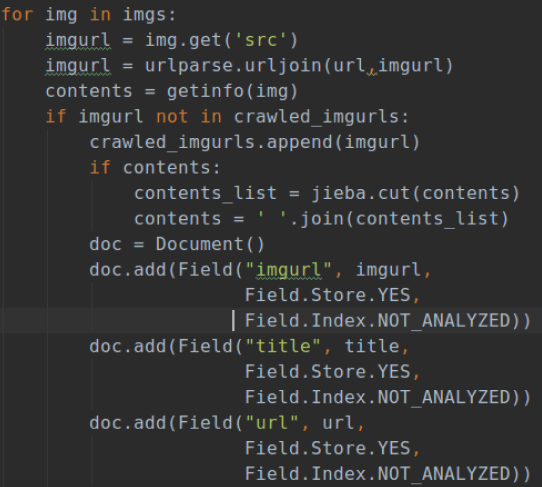 for img in imgs:
    imgurl = img.get('src')
    imgurl = urlparse.urljoin(url,imgurl)
    contents = getinfo(img)
    if imgurl not in crawled_imgurls:
        crawled_imgurls.append(imgurl)
        if contents:
            contents_list = jieba.cut(contents)
            contents = ' '.join(contents_list)
        doc = Document()
        doc.add(Field("imgurl", imgurl,
                      Field.Store.YES,
                      Field.Index.NOT_ANALYZED))
        doc.add(Field("title", title,
                      Field.Store.YES,
                      Field.Index.NOT_ANALYZED))
        doc.add(Field("url", url,
                      Field.Store.YES,
                      Field.Index.NOT_ANALYZED))